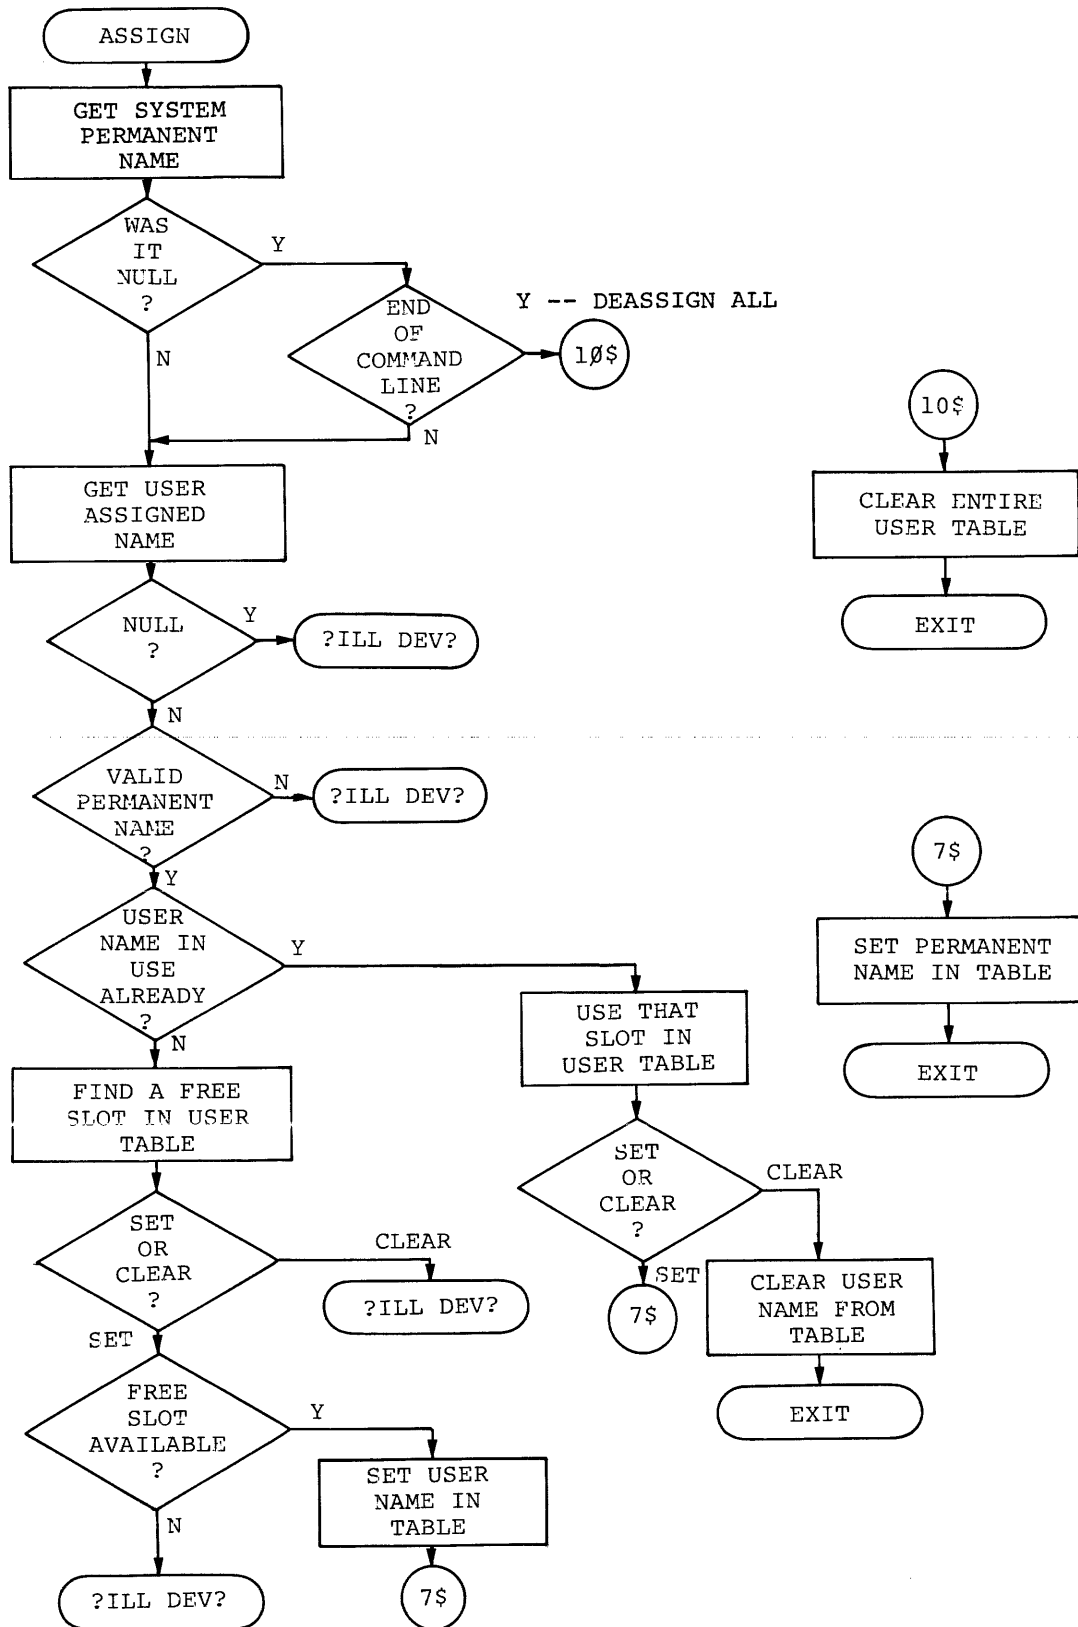 ASSIGN
GET SYSTEM
PERMANENT
NAME
WAS
IT
NULL
?
Y
N
END
OF
COMMAND
LINE
?
Y -- DEASSIGN ALL
10$
N
GET USER
ASSIGNED
NAME
NULL
?
Y
?ILL DEV?
N
VALID
PERMANENT
NAME
?
N
?ILL DEV?
Y
USER
NAME IN
USE
ALREADY
?
Y
N
FIND A FREE
SLOT IN USER
TABLE
SET
OR
CLEAR
?
CLEAR
?ILL DEV?
SET
FREE
SLOT
AVAILABLE
?
Y
N
?ILL DEV?
SET USER
NAME IN
TABLE
7$
USE THAT
SLOT IN
USER TABLE
SET
OR
CLEAR
?
CLEAR
SET
7$
CLEAR USER
NAME FROM
TABLE
EXIT
10$
CLEAR ENTIRE
USER TABLE
EXIT
7$
SET PERMANENT
NAME IN TABLE
EXIT